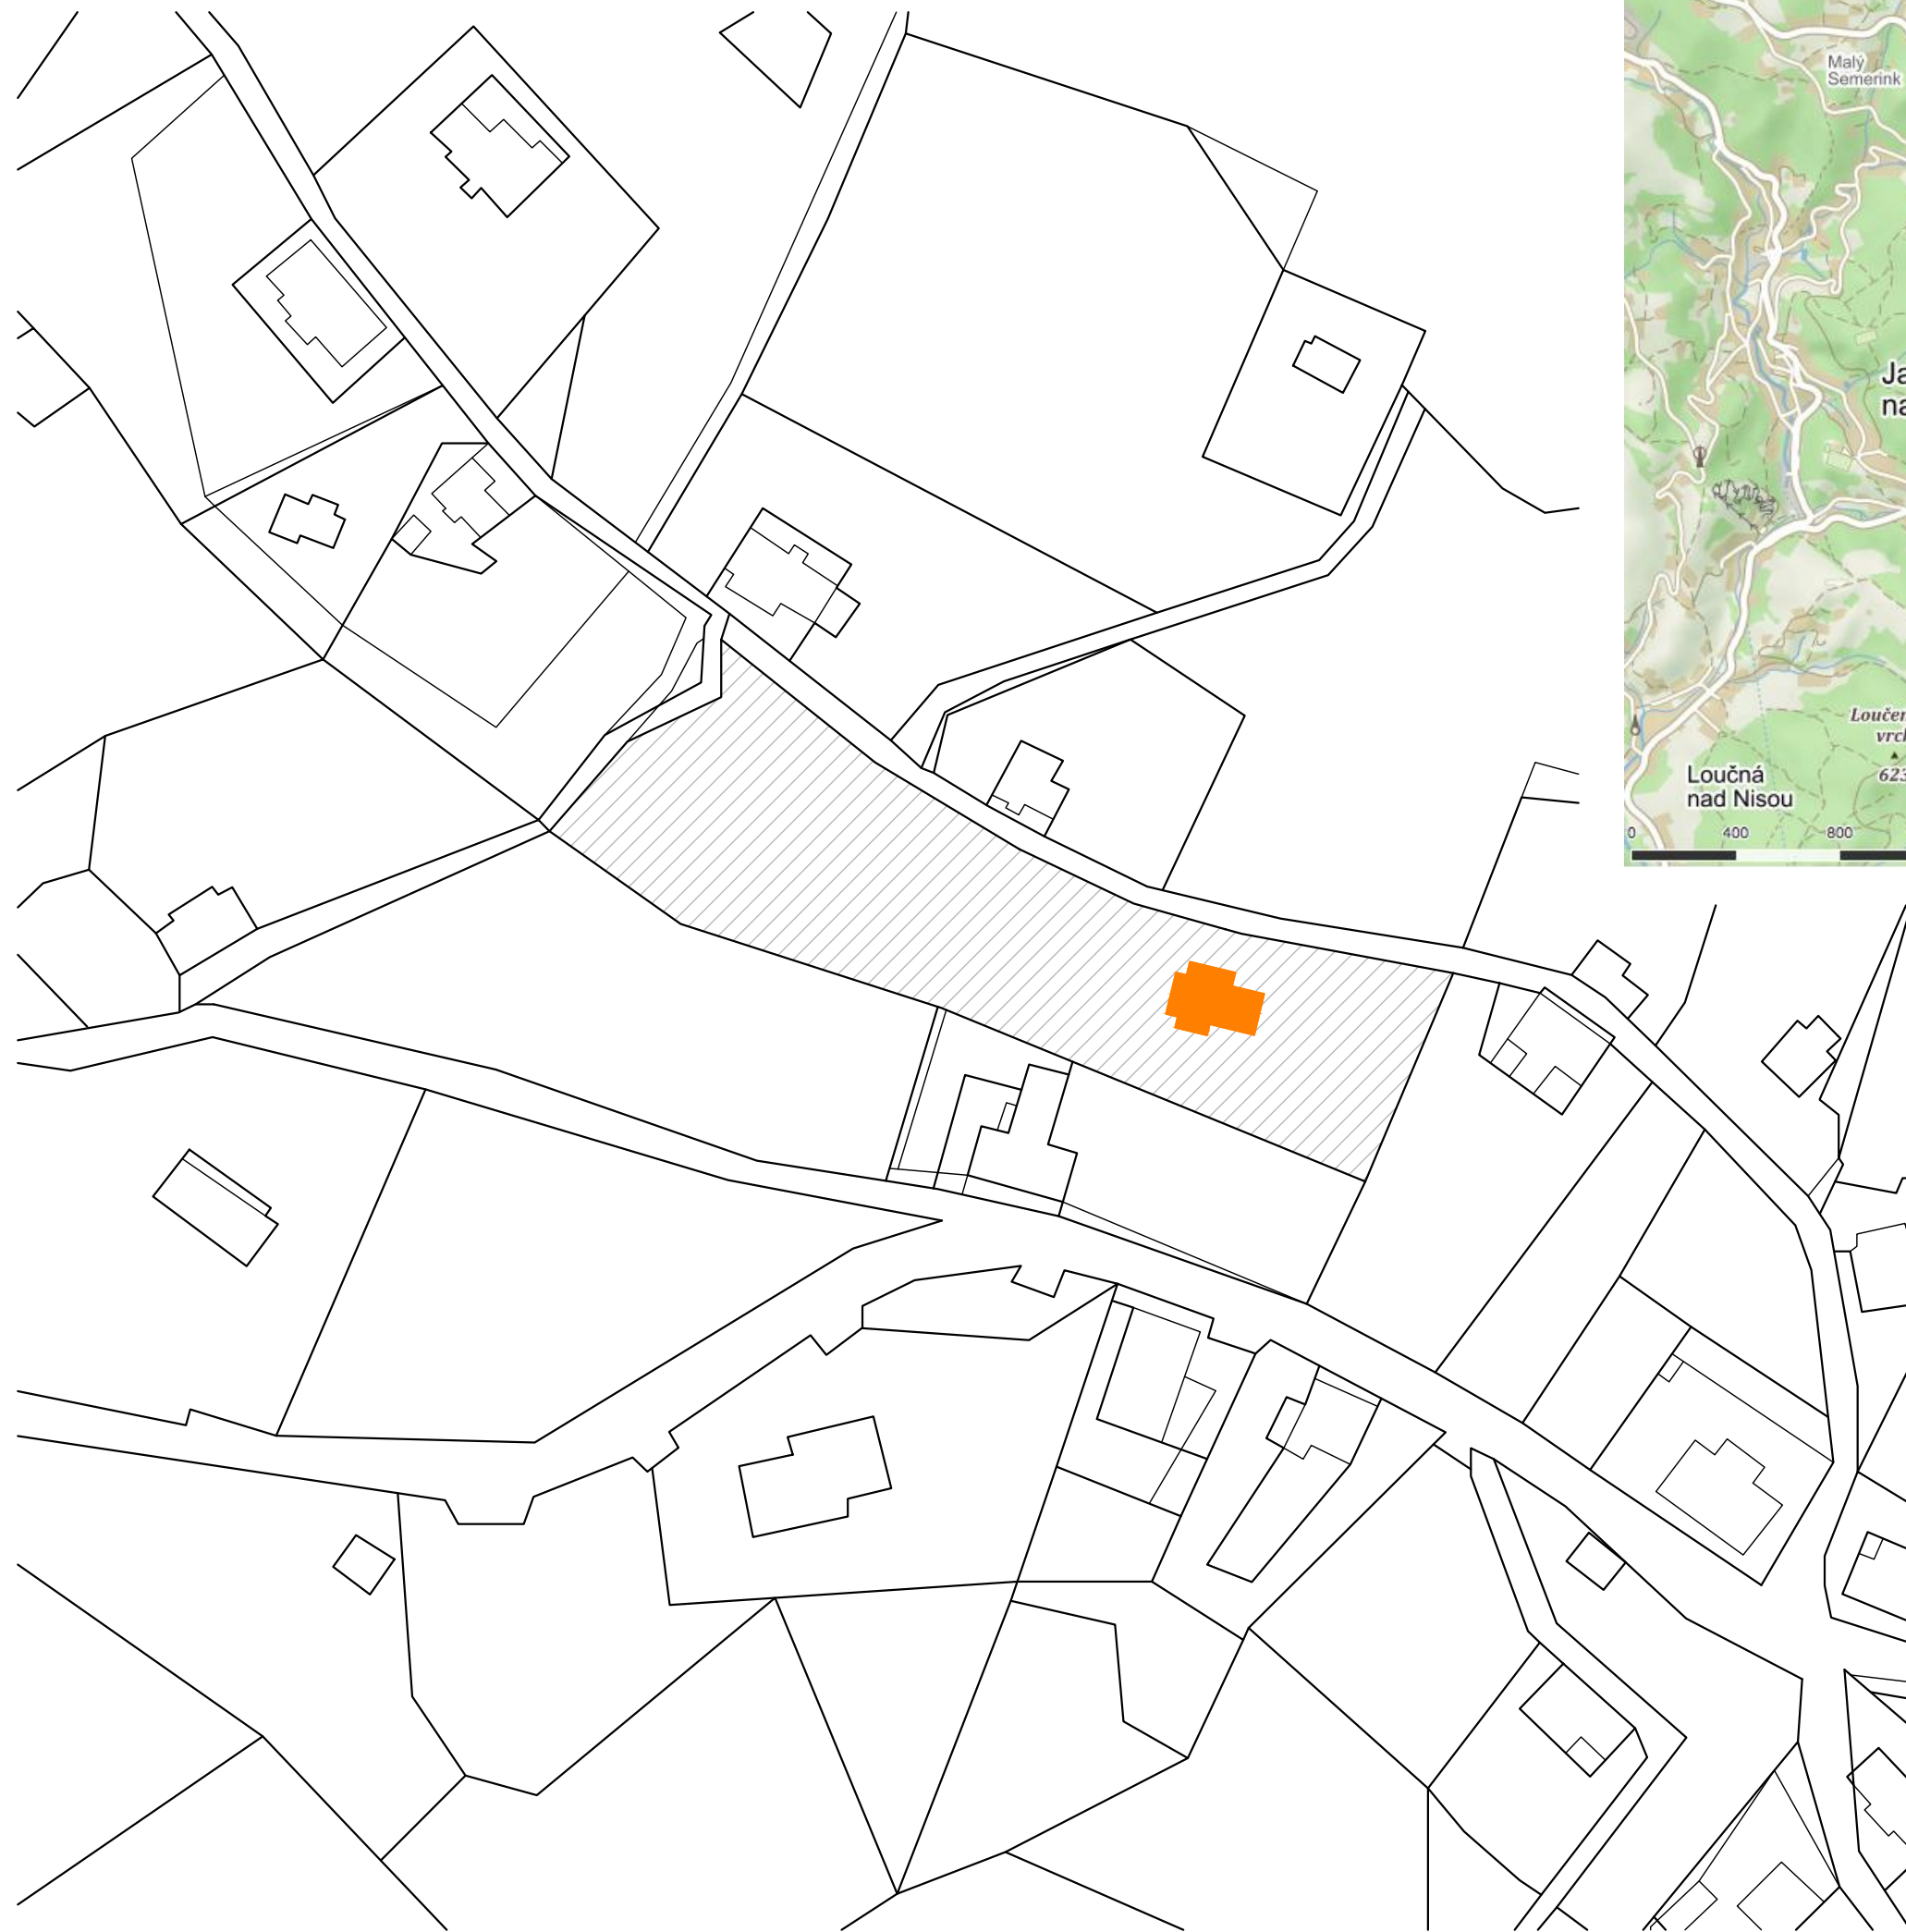 Malý
Semerink
Ja
na
Loučen
vrch
623
Loučná
nad Nisou
0 400 800